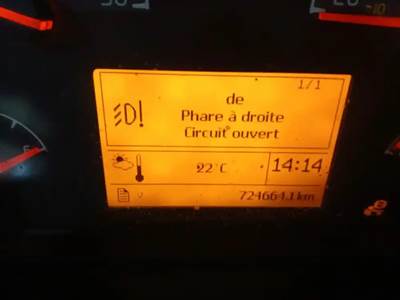 1/1
de
Phare à droite
Circuit ouvert
22°C
14:14
724664.1 km